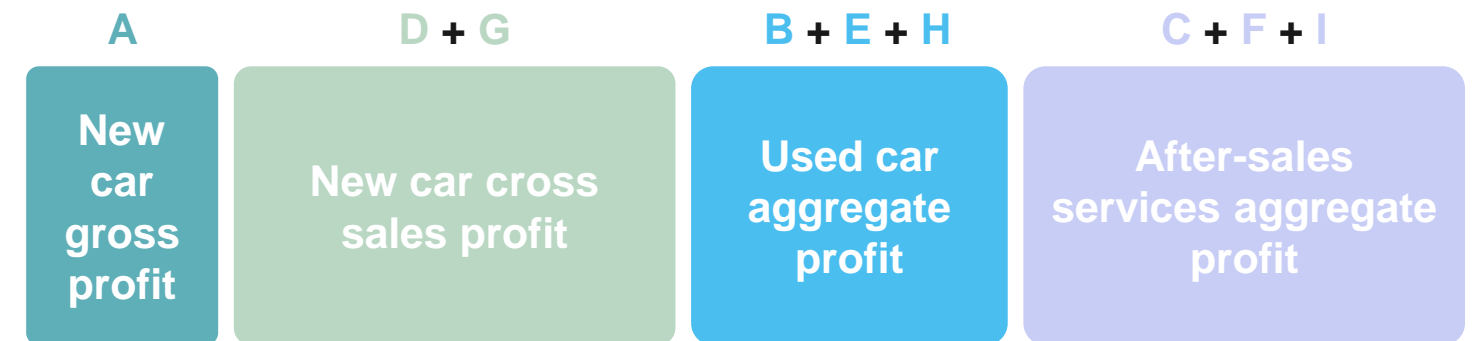 A
D + G
B + E + H
C + F + I
New
car
gross
profit
New car cross
sales profit
Used car
aggregate
profit
After-sales
services aggregate
profit